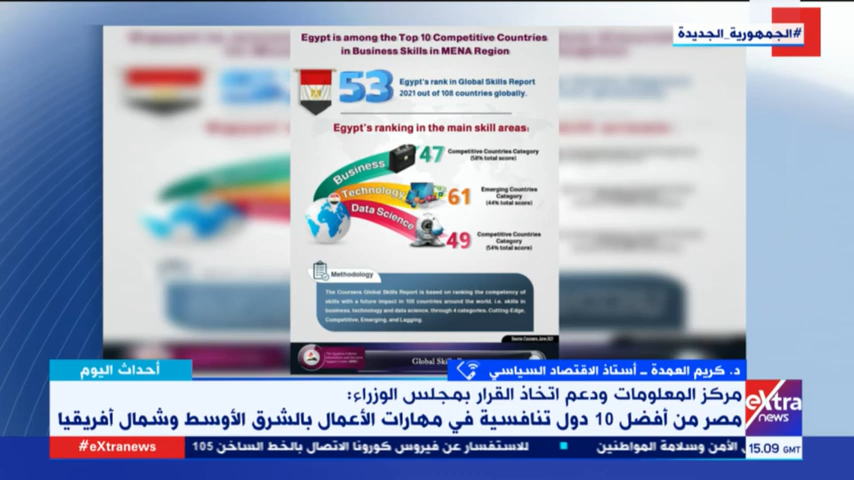 #الجمهورية_الجديدة
Egypt is among the Top 10 Competitive Countries
in Business Skills in MENA Region
53
Egypt's rank in Global Skills Report
2021 out of 108 countries globally.
Egypt's ranking in the main skill areas:
Business
47
Competitive Countries Category
(58% total score)
Technology
61
Emerging Countries
Category
(44% total score)
Data Science
49
Competitive Countries
Category
(54% total score)
Methodology
The Coursera Global Skills Report is based on ranking the competency of
skills with a future impact in 108 countries around the world, i.e. skills in
business, technology and data science, through 4 categories: Cutting-Edge,
Competitive, Emerging, and Lagging.
Source: Coursera, June 2021
Global
أحداث اليوم
د. كريم العمدة - أستاذ الاقتصاد السياسي
مركز المعلومات ودعم اتخاذ القرار بمجلس الوزراء:
مصر من أفضل 10 دول تنافسية في مهارات الأعمال بالشرق الأوسط وشمال أفريقيا
eXtra
news
#eXtranews
للاستفسار عن فيروس كورونا الاتصال بالخط الساخن 105
الأمن وسلامة المواطنين
15.09 GMT